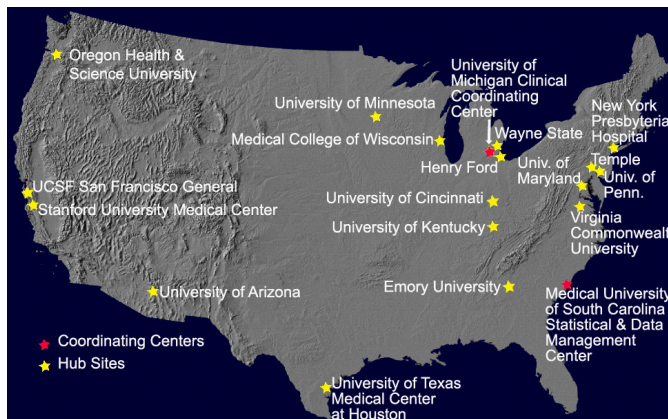 Oregon Health &
Science University
University of
Michigan Clinical
Coordinating
Center
University of Minnesota
New York
Presbyteria
Hospital
Medical College of Wisconsin
Wayne State
Henry Ford
Univ. of
Maryland
Temple
Univ. of
Penn.
UCSF San Francisco General
Stanford University Medical Center
University of Cincinnati
University of Kentucky
Virginia
Commonwealt
University
University of Arizona
Emory University
Medical University
of South Carolina
Statistical & Data
Management
Center
Coordinating Centers
Hub Sites
University of Texas
Medical Center
at Houston